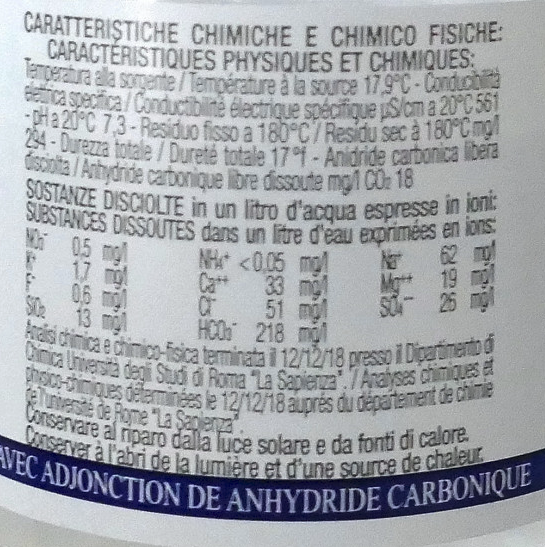 CARATTERISTICHE CHIMICHE E CHIMICO FISICHE:
CARACTÉRISTIQUES PHYSIQUES ET CHIMIQUES:
Temperatura alla sorgente / Température à la source 17,9°C - Conducibilità
elettrica specifica / Conductibilité électrique spécifique µS/cm a 20°C 561
- pH a 20°C 7,3 - Residuo fisso a 180°C / Residu sec à 180°C mg/l
294 - Durezza totale / Dureté totale 17 °f - Anidride carbonica libera
disciolta / Anhydride carbonique libre dissoute mg/l CO₂ 18
SOSTANZE DISCIOLTE in un litro d'acqua espresse in ioni:
SUBSTANCES DISSOUTES dans un litre d'eau exprimées en ions:
NO₃⁻ 0,5 mg/l NH₄⁺ <0,05 mg/l Na⁺ 62 mg/l
K⁺ 1,7 mg/l Ca⁺⁺ 33 mg/l Mg⁺⁺ 19 mg/l
F⁻ 0,6 mg/l Cl⁻ 51 mg/l SO₄⁻⁻ 26 mg/l
SiO₂ 13 mg/l HCO₃⁻ 218 mg/l
Analisi chimica e chimico-fisica terminata il 12/12/18 presso il Dipartimento di
Chimica Università degli Studi di Roma "La Sapienza". / Analyses chimiques et
physico-chimiques déterminées le 12/12/18 auprés du département de chimie
de l'université de Rome "La Sapienza".
Conservare al riparo dalla luce solare e da fonti di calore.
Conserver à l'abri de la lumière et d'une source de chaleur.
AVEC ADJONCTION DE ANHYDRIDE CARBONIQUE